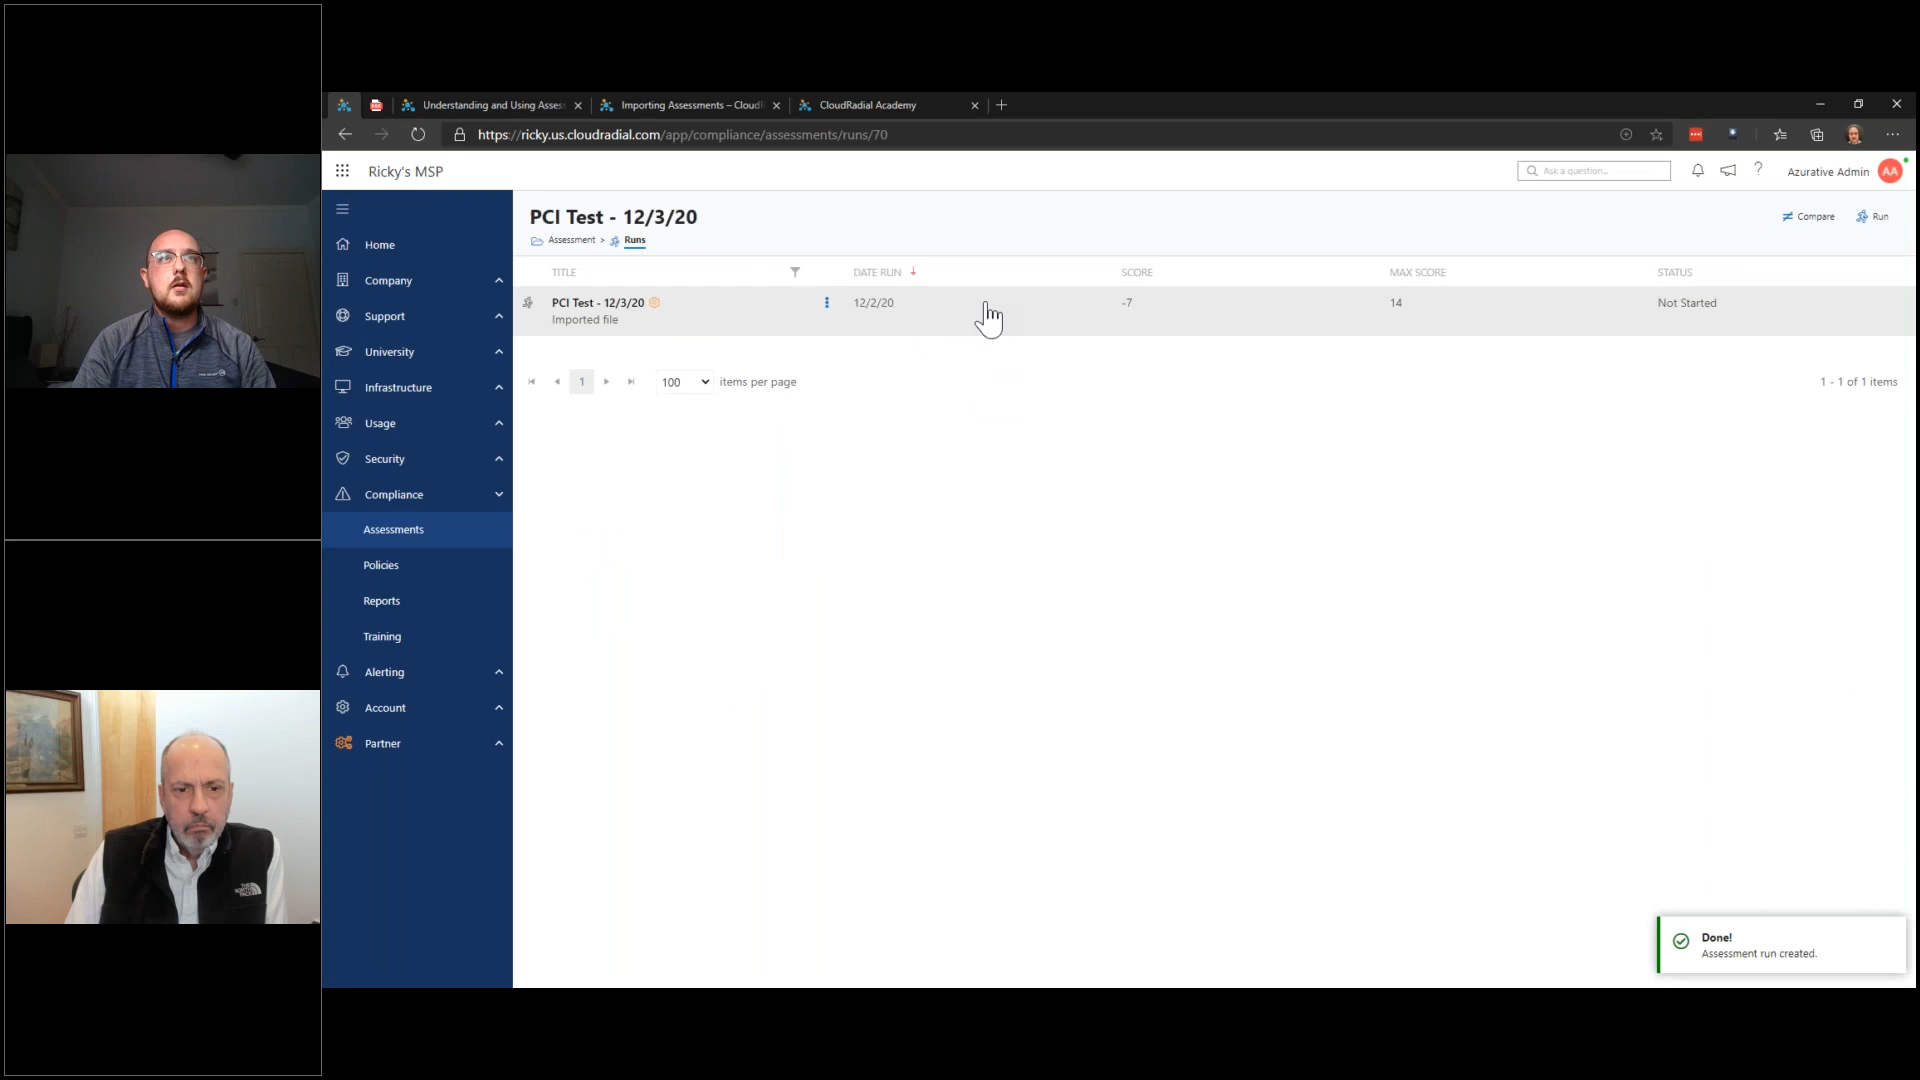 Understanding and Using Asses
Importing Assessments – CloudR
CloudRadial Academy
https://ricky.us.cloudradial.com/app/compliance/assessments/runs/70
Ricky's MSP
Ask a question...
?
Azurative Admin
AA
PCI Test - 12/3/20
Compare
Run
Assessment > Runs
Home
Company
Support
University
Infrastructure
Usage
Security
Compliance
Assessments
Policies
Reports
Training
Alerting
Account
Partner
TITLE DATE RUN SCORE MAX SCORE STATUS
PCI Test - 12/3/20 12/2/20 -7 14 Not Started
Imported file
1 100 items per page 1 - 1 of 1 items
Done!
Assessment run created.
THE NORTH FACE